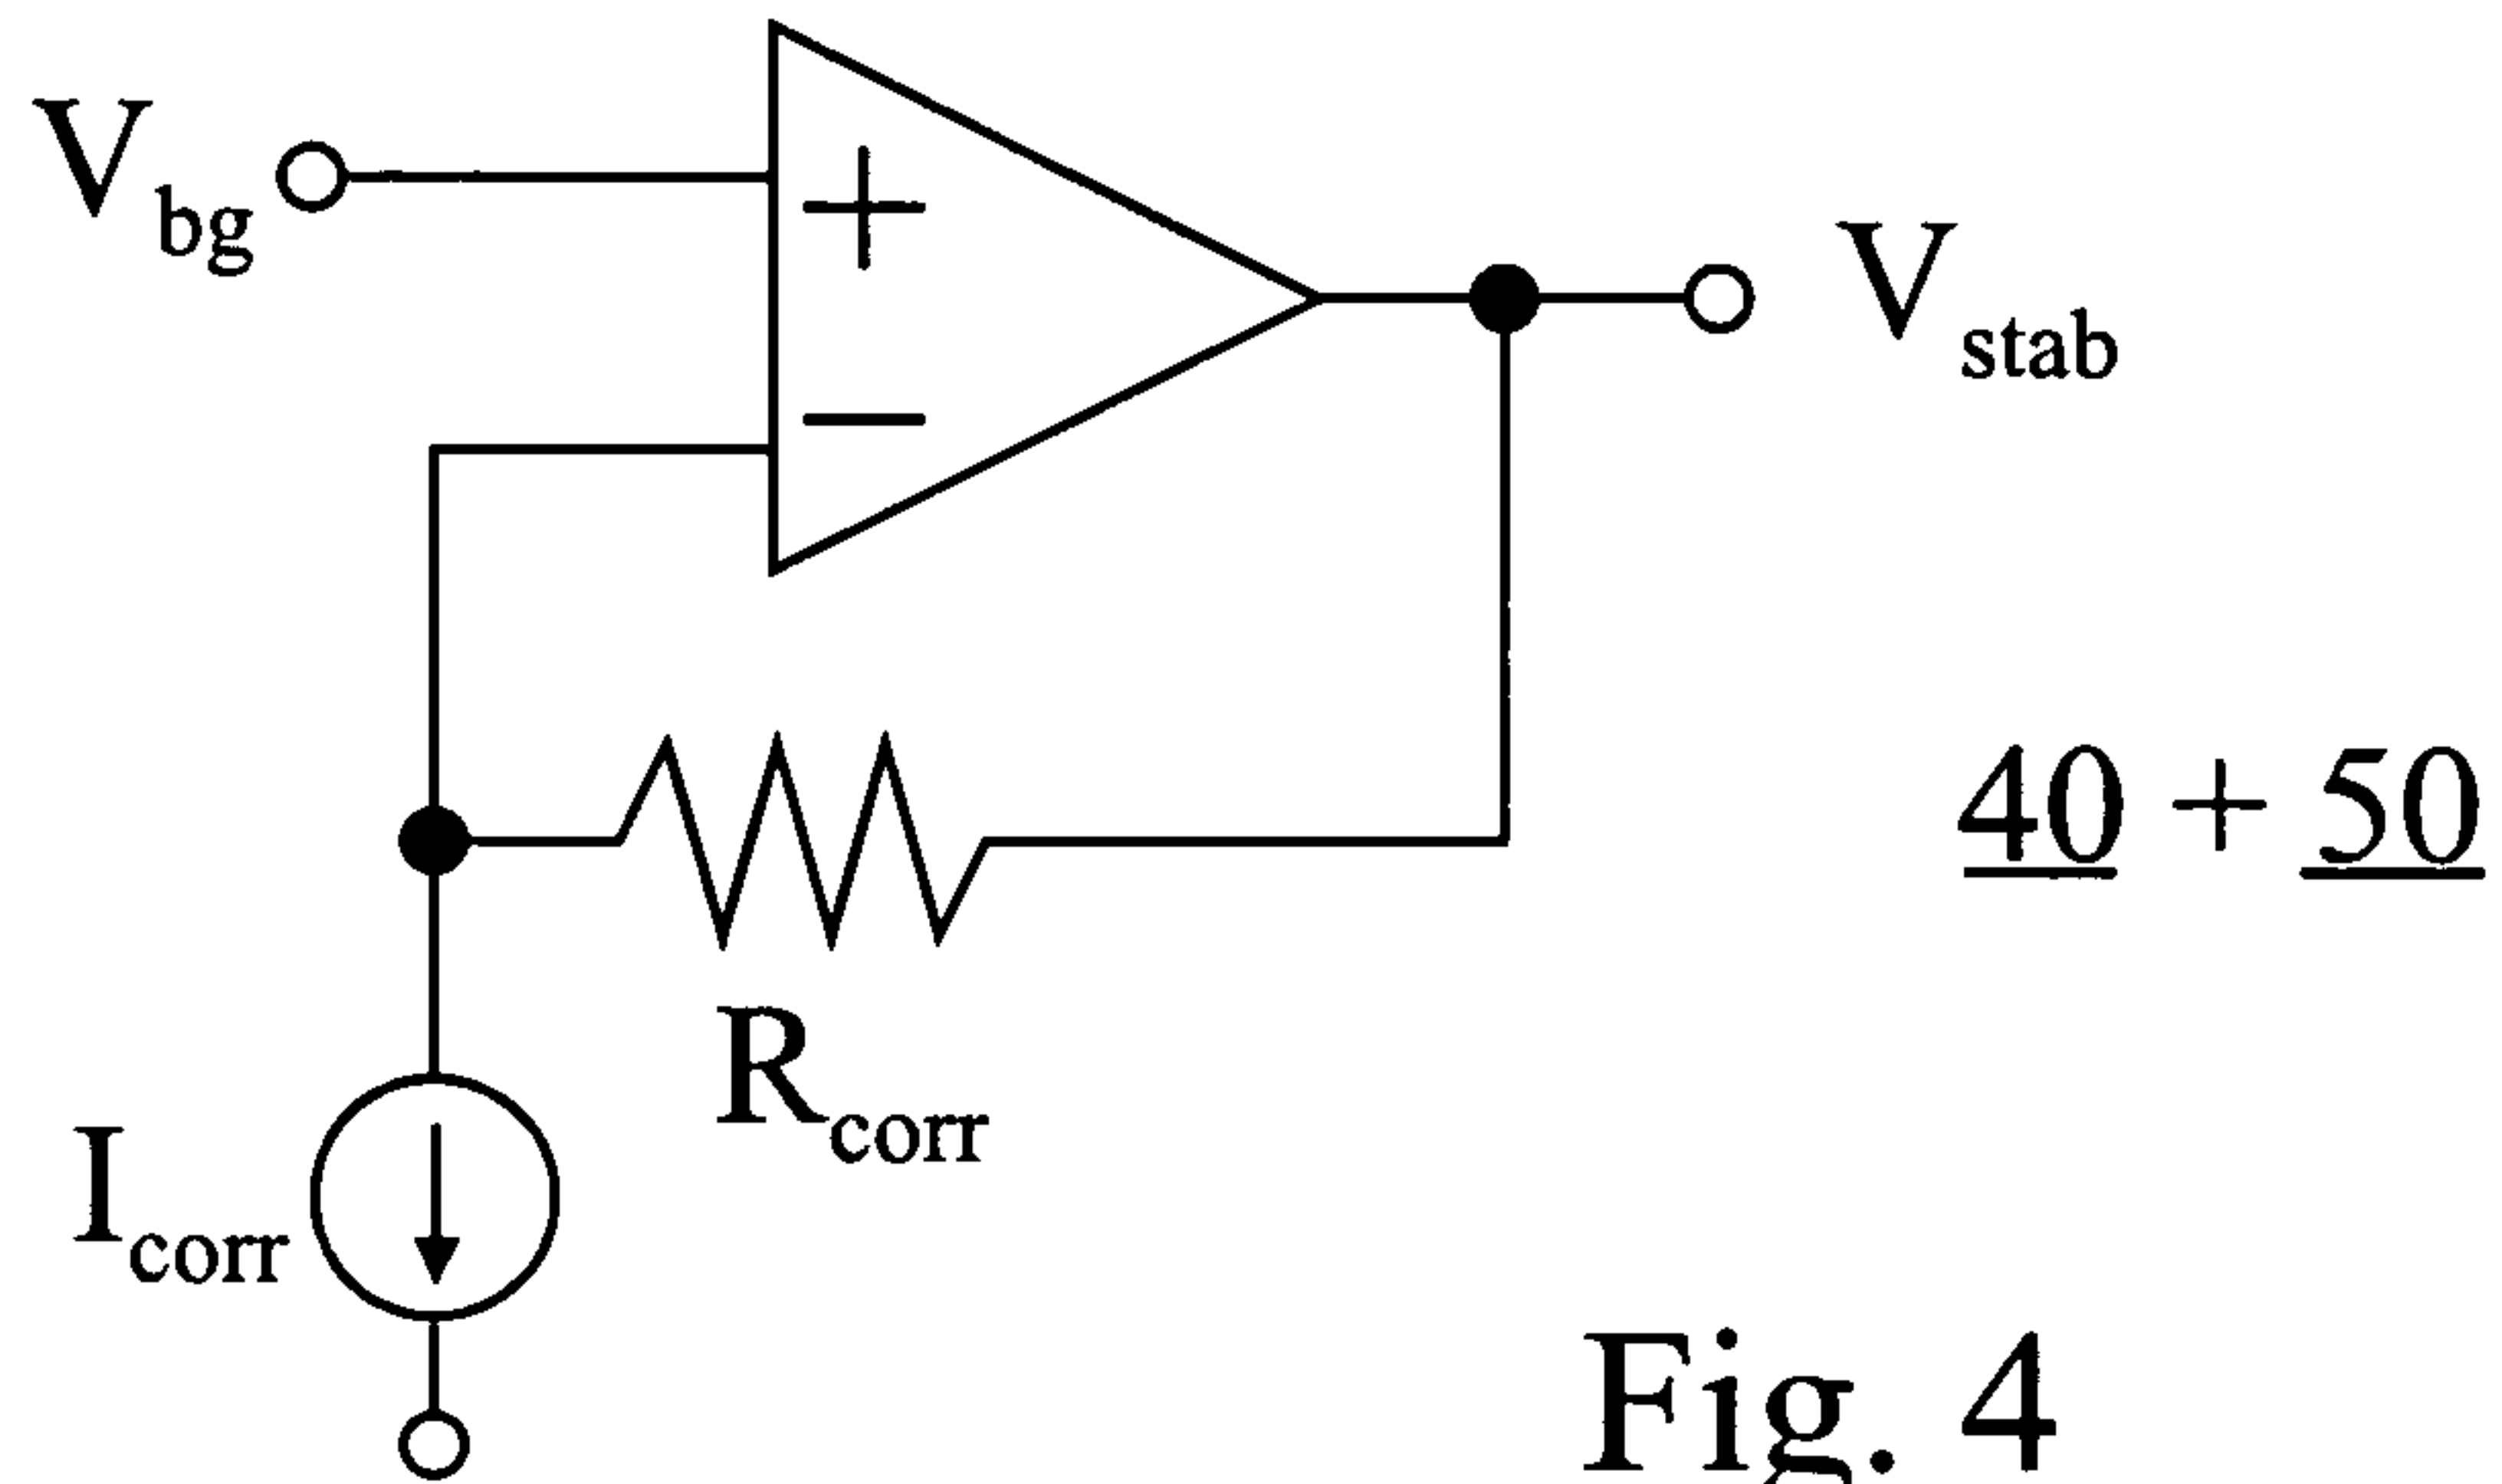 V_bg
+
V_stab
−
40 + 50
R_corr
I_corr
Fig. 4